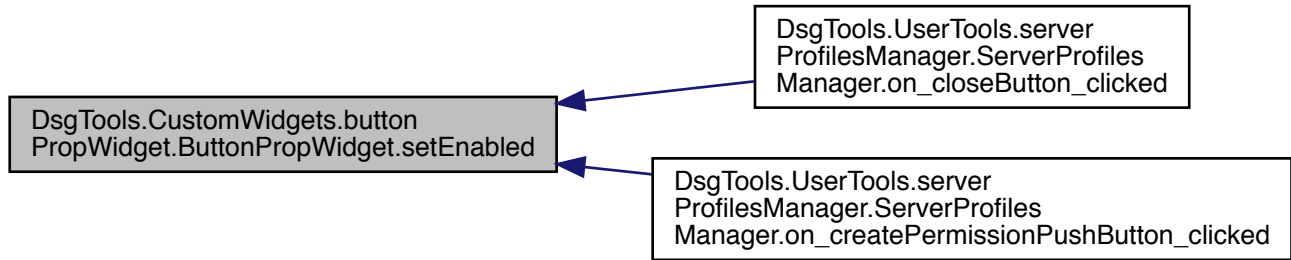 DsgTools.UserTools.server
ProfilesManager.ServerProfiles
Manager.on_closeButton_clicked
DsgTools.CustomWidgets.button
PropWidget.ButtonPropWidget.setEnabled
DsgTools.UserTools.server
ProfilesManager.ServerProfiles
Manager.on_createPermissionPushButton_clicked